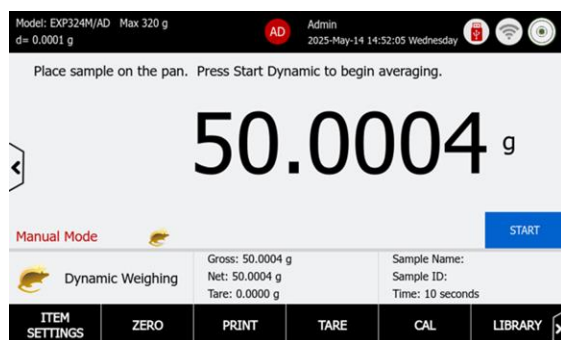 Model: EXP324M/AD Max 320 g
d= 0.0001 g
AD
Admin
2025-May-14 14:52:05 Wednesday
Place sample on the pan. Press Start Dynamic to begin averaging.
50.0004 g
Manual Mode
START
Dynamic Weighing
Gross: 50.0004 g
Net: 50.0004 g
Tare: 0.0000 g
Sample Name:
Sample ID:
Time: 10 seconds
ITEM
SETTINGS
ZERO
PRINT
TARE
CAL
LIBRARY